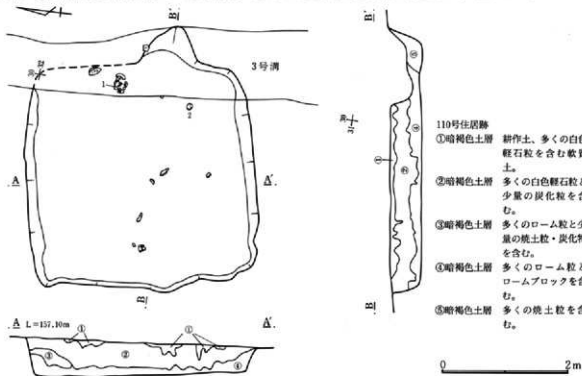 B'
3号溝
1
2
A
A'
B
A L=157.10m A'
① ①
③ ② ④
B'
⑤
④
① ②
B
110号住居跡
①暗褐色土層 耕作土、多くの白色
軽石粒を含む軟質
土。
②暗褐色土層 多くの白色軽石粒と
少量の炭化粒を含
む。
③暗褐色土層 多くのローム粒と少
量の焼土粒・炭化物
を含む。
④暗褐色土層 多くのローム粒と
ロームブロックを含
む。
⑤暗褐色土層 多くの焼土粒を含
む。
0 2m